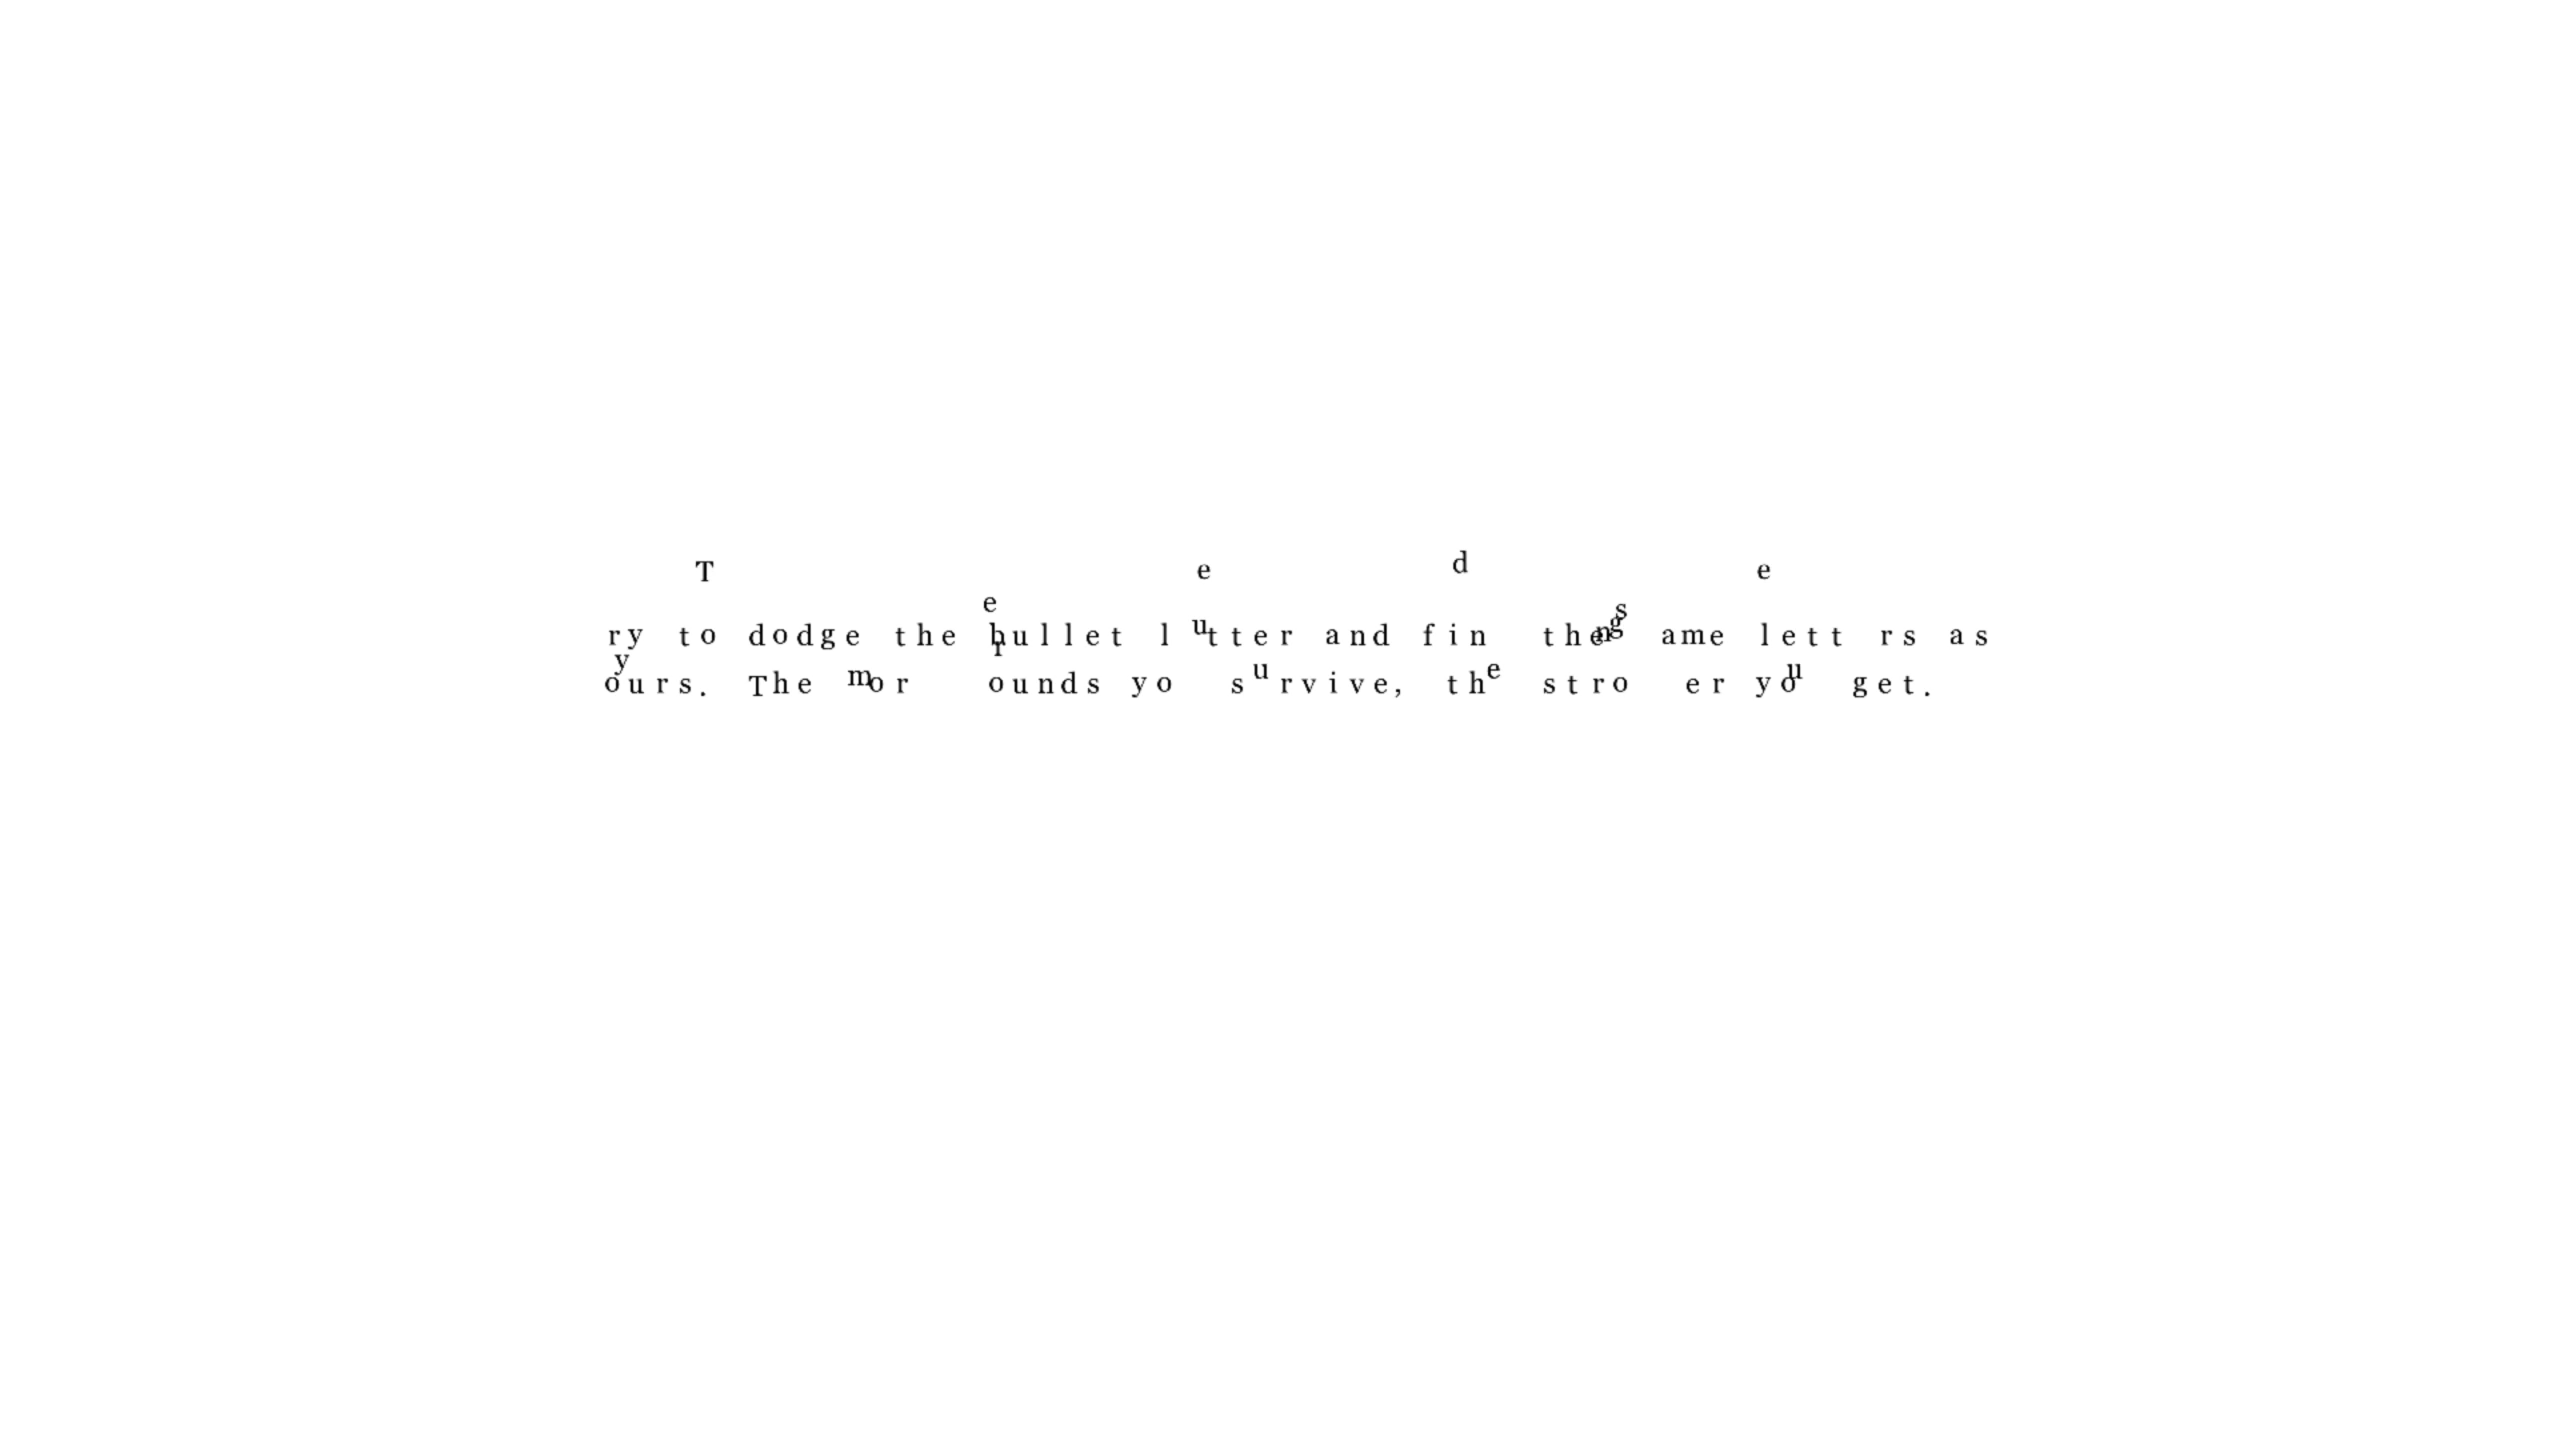 Try to dodge the bullet letter and find the same letters as
yours. The more rounds you survive, the stronger you get.